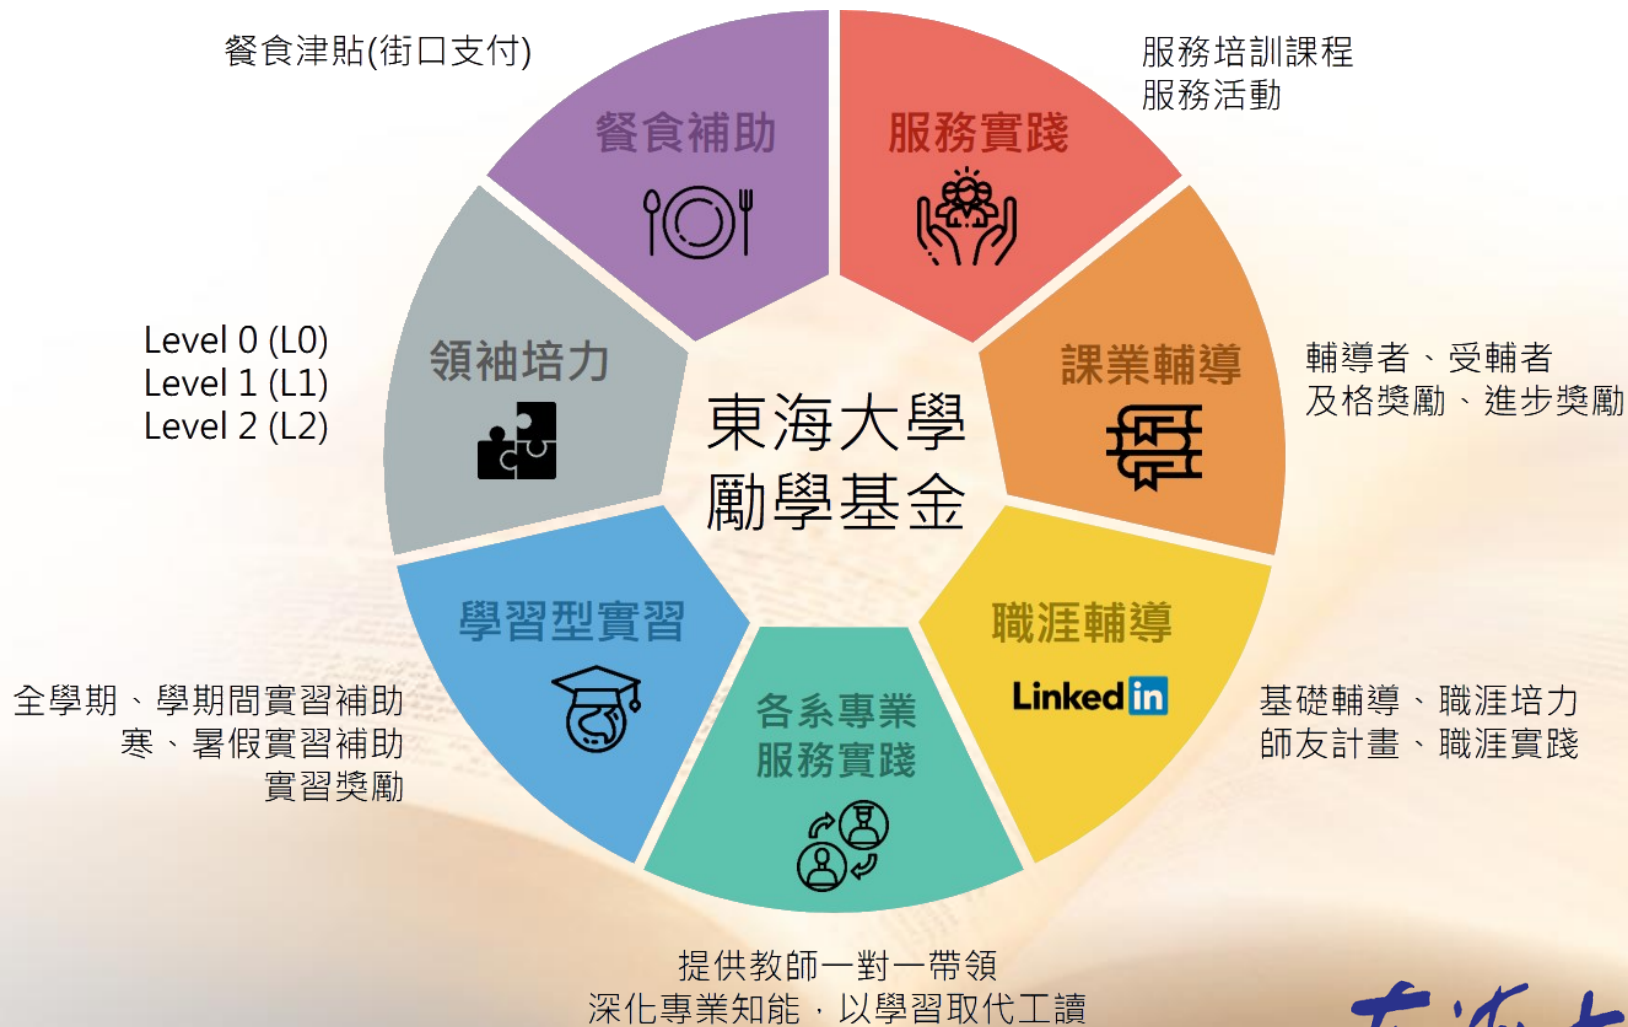 餐食津貼(街口支付)
服務培訓課程
服務活動
餐食補助
服務實踐
Level 0 (L0)
Level 1 (L1)
Level 2 (L2)
領袖培力
課業輔導
輔導者、受輔者
及格獎勵、進步獎勵
東海大學
勵學基金
學習型實習
職涯輔導
Linked in
全學期、學期間實習補助
寒、暑假實習補助
實習獎勵
各系專業
服務實踐
基礎輔導、職涯培力
師友計畫、職涯實踐
提供教師一對一帶領
深化專業知能，以學習取代工讀